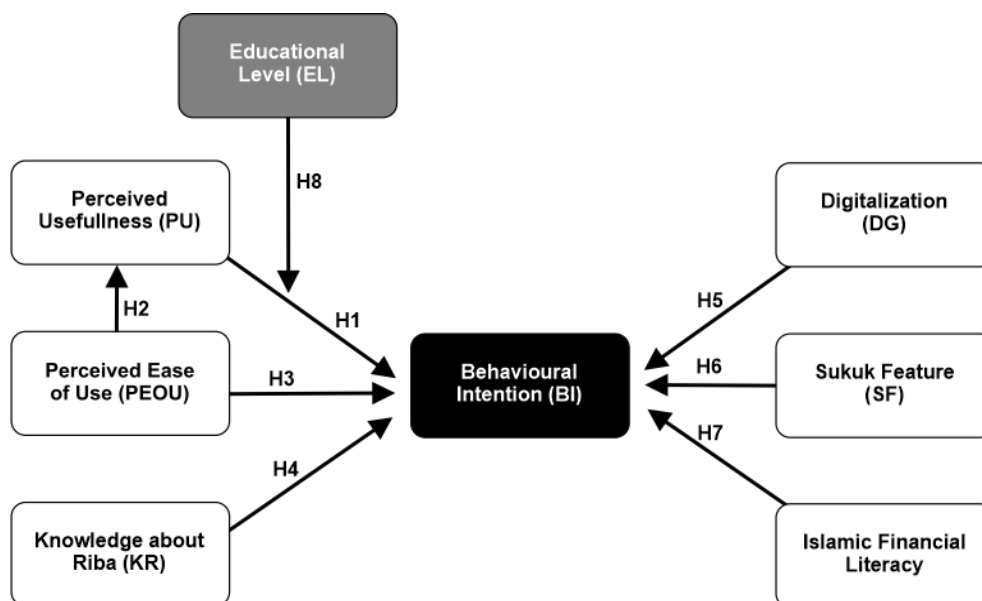 Educational
Level (EL)
H8
Perceived
Usefullness (PU)
Digitalization
(DG)
H2
H1
H5
Perceived Ease
of Use (PEOU)
H3
Behavioural
Intention (BI)
H6
Sukuk Feature
(SF)
H4
H7
Knowledge about
Riba (KR)
Islamic Financial
Literacy